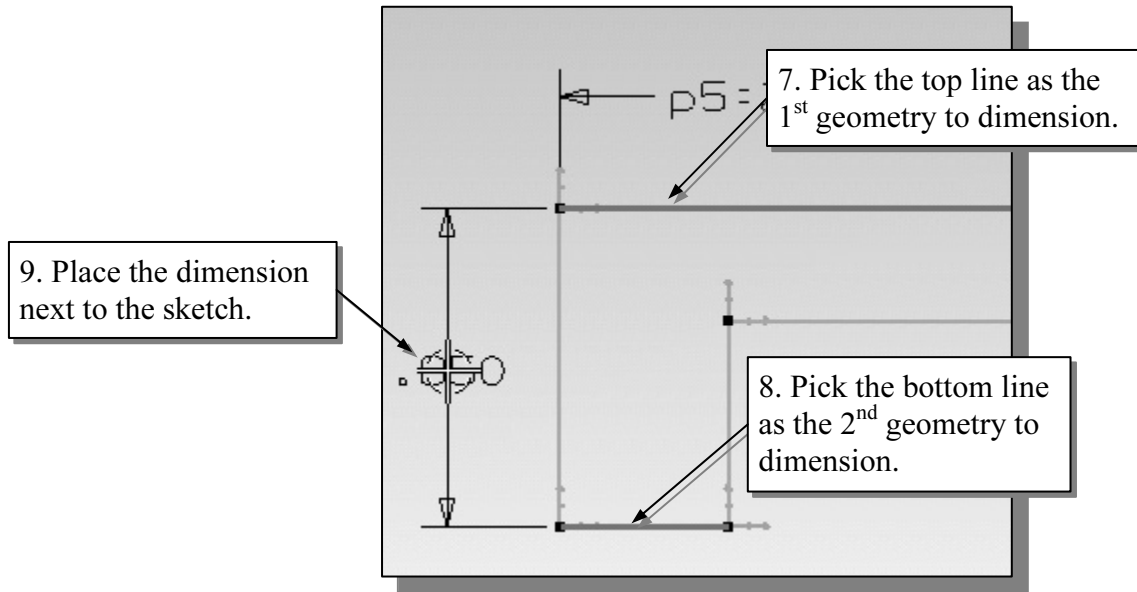 7. Pick the top line as the
1st geometry to dimension.
p5=
9. Place the dimension
next to the sketch.
8. Pick the bottom line
as the 2nd geometry to
dimension.